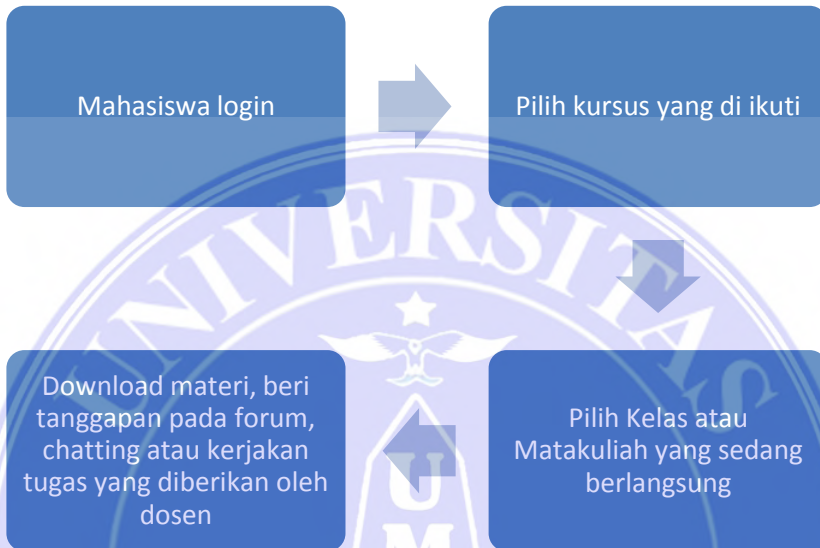 Mahasiswa login
Pilih kursus yang di ikuti
UNIVERSITAS
Pilih Kelas atau
Matakuliah yang sedang
berlangsung
Download materi, beri
tanggapan pada forum,
chatting atau kerjakan
tugas yang diberikan oleh
dosen
U
M